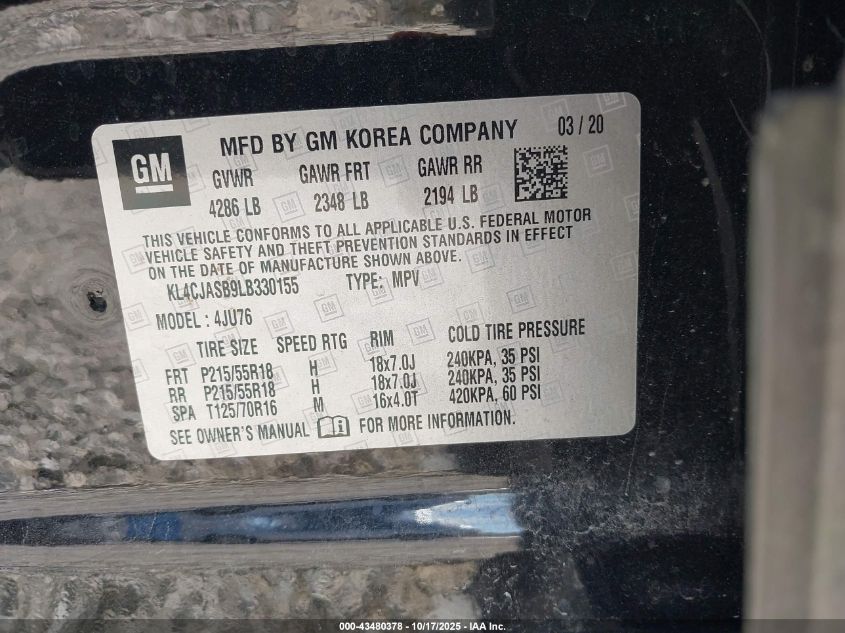 GM
MFD BY GM KOREA COMPANY 03 / 20
GVWR GAWR FRT GAWR RR
4286 LB 2348 LB 2194 LB
THIS VEHICLE CONFORMS TO ALL APPLICABLE U.S. FEDERAL MOTOR
VEHICLE SAFETY AND THEFT PREVENTION STANDARDS IN EFFECT
ON THE DATE OF MANUFACTURE SHOWN ABOVE.
KL4CJASB9LB330155 TYPE: MPV
MODEL : 4JU76
TIRE SIZE SPEED RTG RIM COLD TIRE PRESSURE
FRT P215/55R18 H 18x7.0J 240KPA, 35 PSI
RR P215/55R18 H 18x7.0J 240KPA, 35 PSI
SPA T125/70R16 M 16x4.0T 420KPA, 60 PSI
SEE OWNER'S MANUAL FOR MORE INFORMATION.
000-43480378 - 10/17/2025 - IAA Inc.